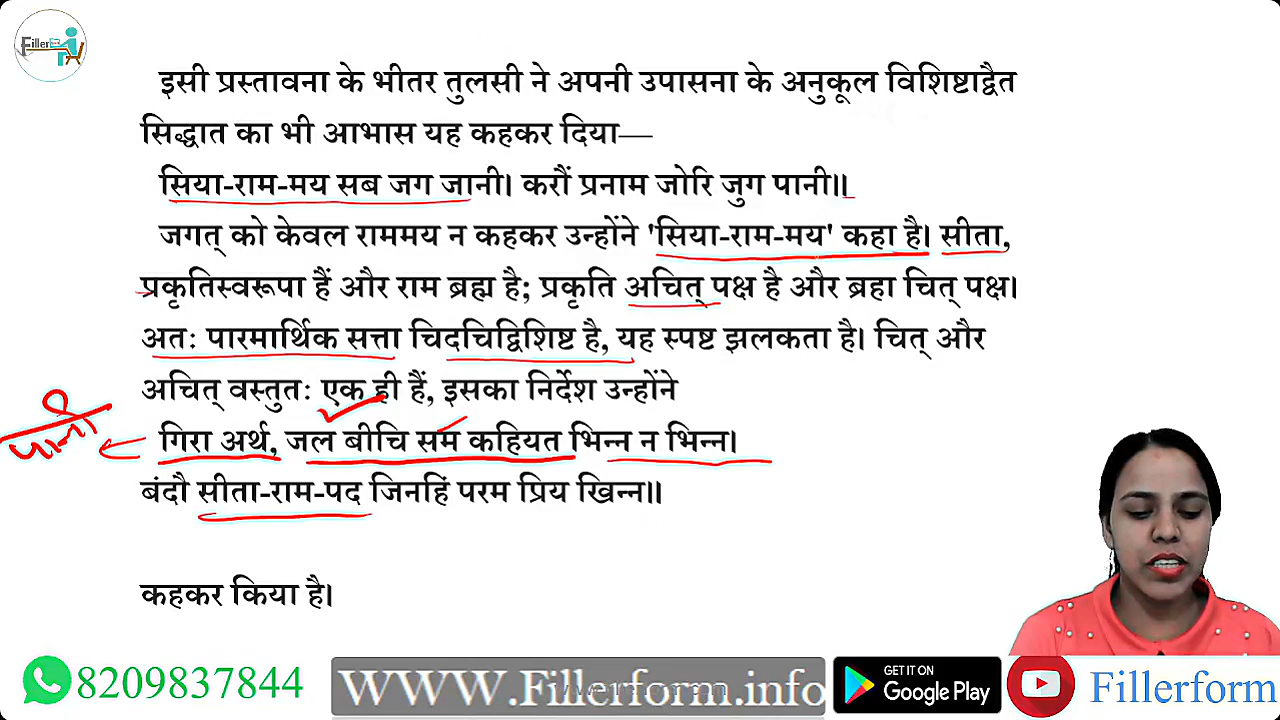 Fillerform
इसी प्रस्तावना के भीतर तुलसी ने अपनी उपासना के अनुकूल विशिष्टाद्वैत
सिद्धात का भी आभास यह कहकर दिया—
सिया-राम-मय सब जग जानी। करौं प्रनाम जोरि जुग पानी॥
जगत् को केवल राममय न कहकर उन्होंने 'सिया-राम-मय' कहा है। सीता,
प्रकृतिस्वरूपा हैं और राम ब्रह्म है; प्रकृति अचित् पक्ष है और ब्रहा चित् पक्ष।
अतः पारमार्थिक सत्ता चिदचिद्विशिष्ट है, यह स्पष्ट झलकता है। चित् और
अचित् वस्तुतः एक ही हैं, इसका निर्देश उन्होंने
पानी
गिरा अर्थ, जल बीचि सम कहियत भिन्न न भिन्न।
बंदौ सीता-राम-पद जिनहिं परम प्रिय खिन्न॥
कहकर किया है।
8209837844
www.Fillerform.info
GET IT ON
Google Play
Fillerform